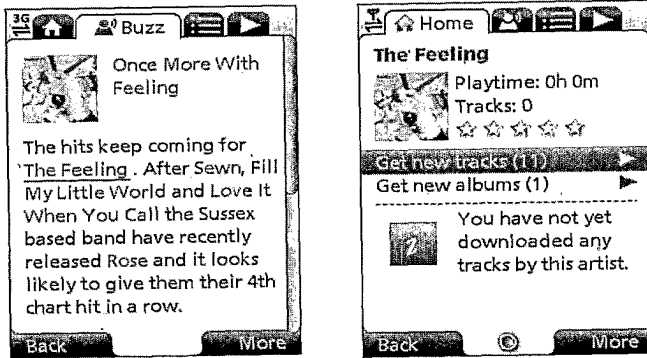 3G
Buzz
Once More With
Feeling
The hits keep coming for
The Feeling . After Sewn, Fill
My Little World and Love It
When You Call the Sussex
based band have recently
released Rose and it looks
likely to give them their 4th
chart hit in a row.
Back
More
Home
The Feeling
Playtime: 0h 0m
Tracks: 0
Get new tracks (11)
Get new albums (1)
You have not yet
downloaded any
tracks by this artist.
Back
More